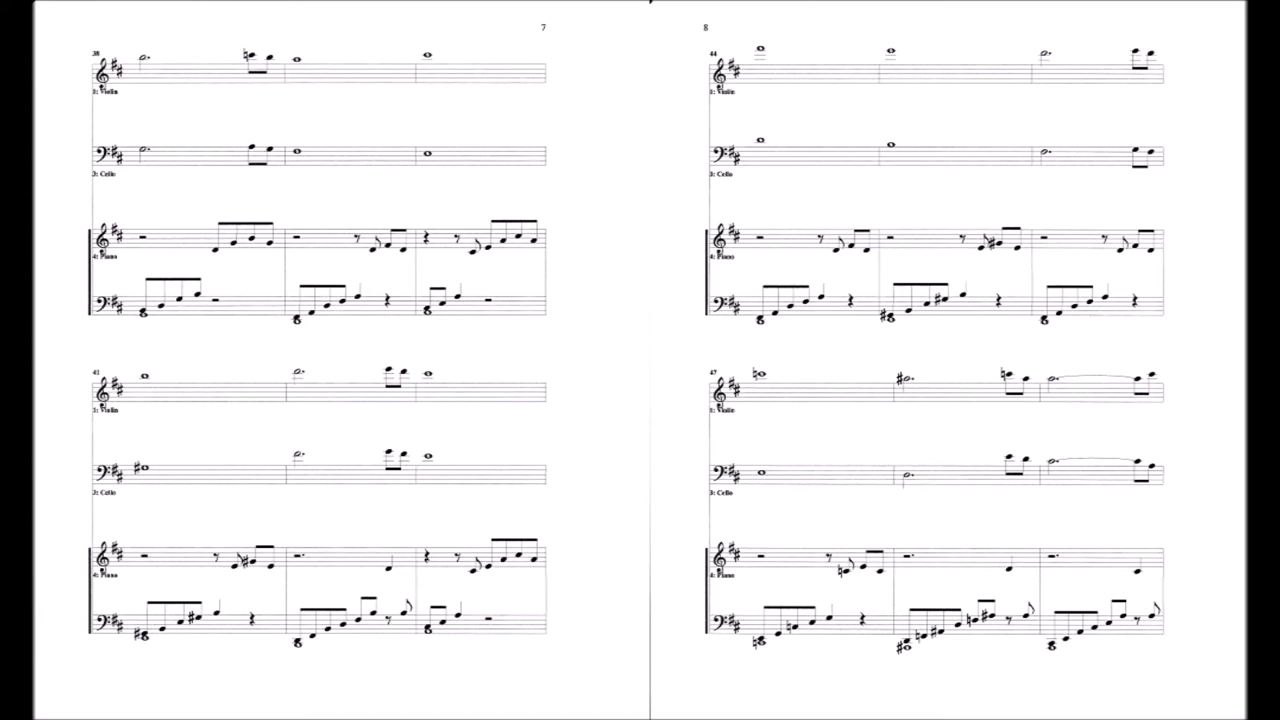 7
38
1: Violin
3: Cello
4: Piano
41
1: Violin
3: Cello
4: Piano
8
44
1: Violin
3: Cello
4: Piano
47
1: Violin
3: Cello
4: Piano